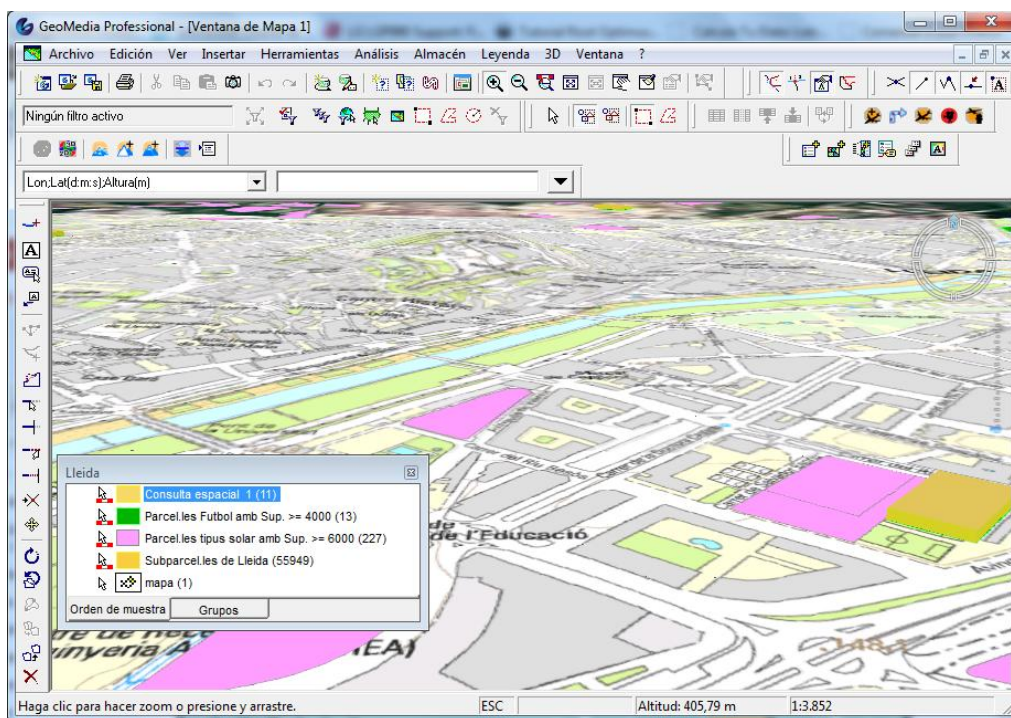 GeoMedia Professional - [Ventana de Mapa 1]
Archivo Edición Ver Insertar Herramientas Análisis Almacén Leyenda 3D Ventana ?
Ningún filtro activo
Lon;Lat(d:m:s);Altura(m)
Centre Històric
de l'Educació
Lleida
Consulta espacial 1 (11)
Parcel.les Futbol amb Sup. >= 4000 (13)
Parcel.les tipus solar amb Sup. >= 6000 (227)
Subparcel.les de Lleida (55949)
mapa (1)
Orden de muestra Grupos
Haga clic para hacer zoom o presione y arrastre. ESC Altitud: 405,79 m 1:3.852